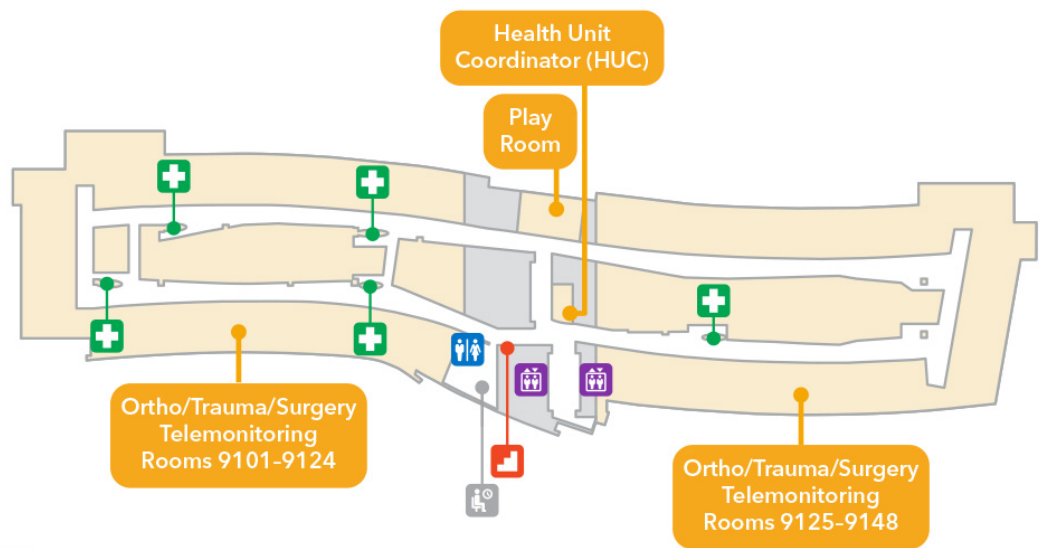 Health Unit
Coordinator (HUC)
Play
Room
Ortho/Trauma/Surgery
Telemonitoring
Rooms 9101–9124
Ortho/Trauma/Surgery
Telemonitoring
Rooms 9125–9148